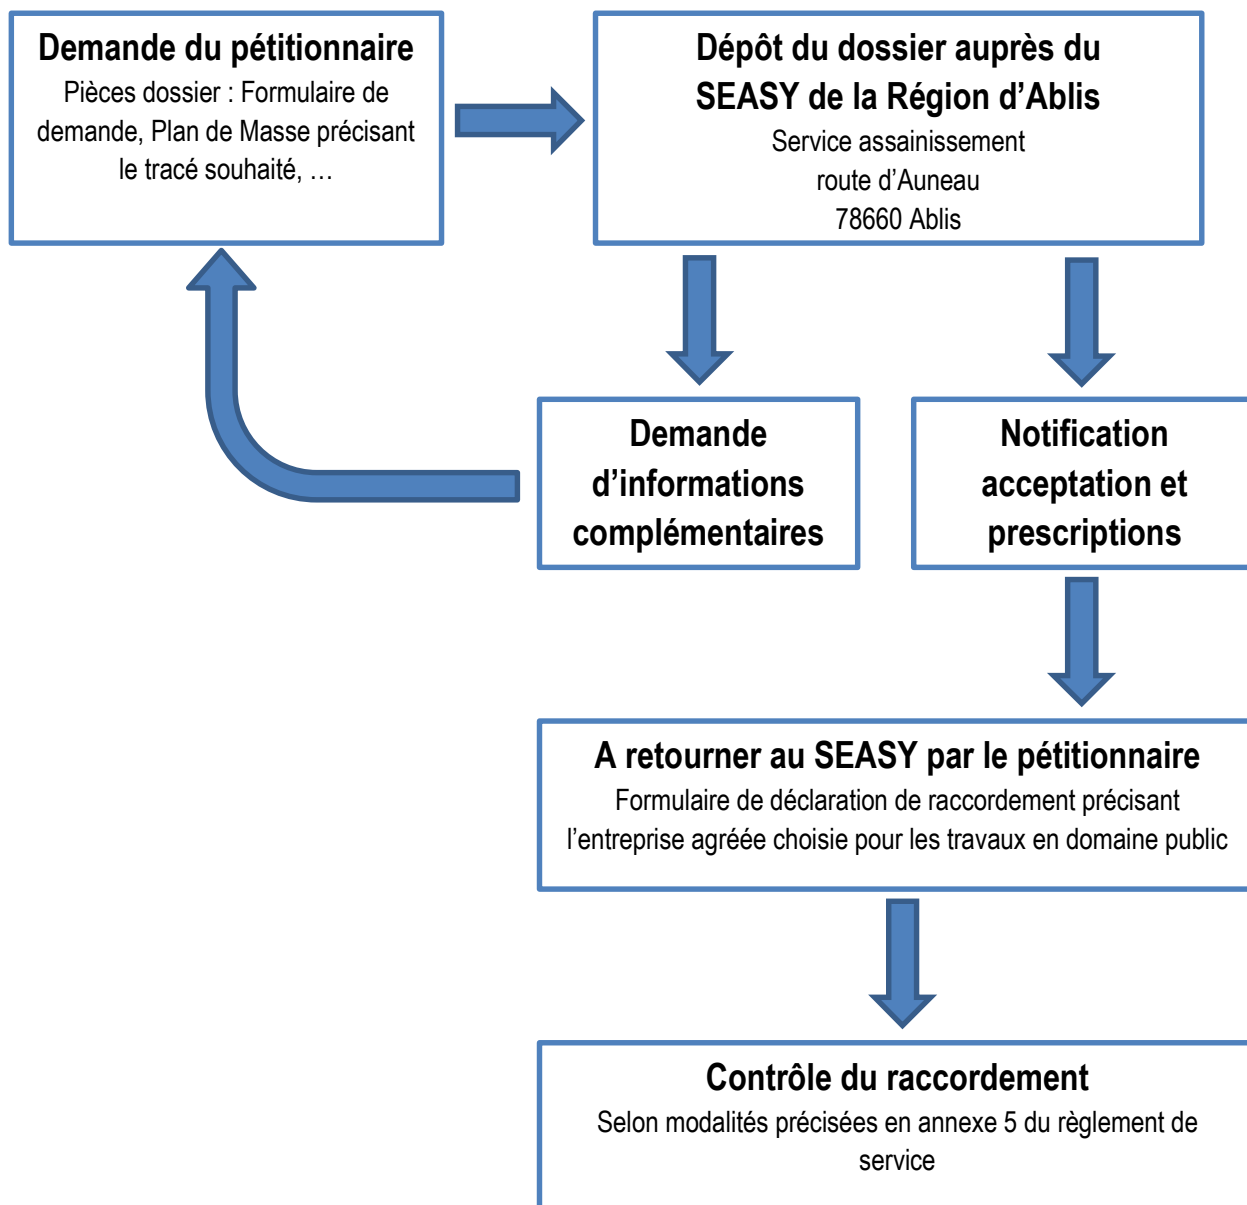 Demande du pétitionnaire
Pièces dossier : Formulaire de
demande, Plan de Masse précisant
le tracé souhaité, …
Dépôt du dossier auprès du
SEASY de la Région d’Ablis
Service assainissement
route d’Auneau
78660 Ablis
Demande
d’informations
complémentaires
Notification
acceptation et
prescriptions
A retourner au SEASY par le pétitionnaire
Formulaire de déclaration de raccordement précisant
l’entreprise agréée choisie pour les travaux en domaine public
Contrôle du raccordement
Selon modalités précisées en annexe 5 du règlement de
service